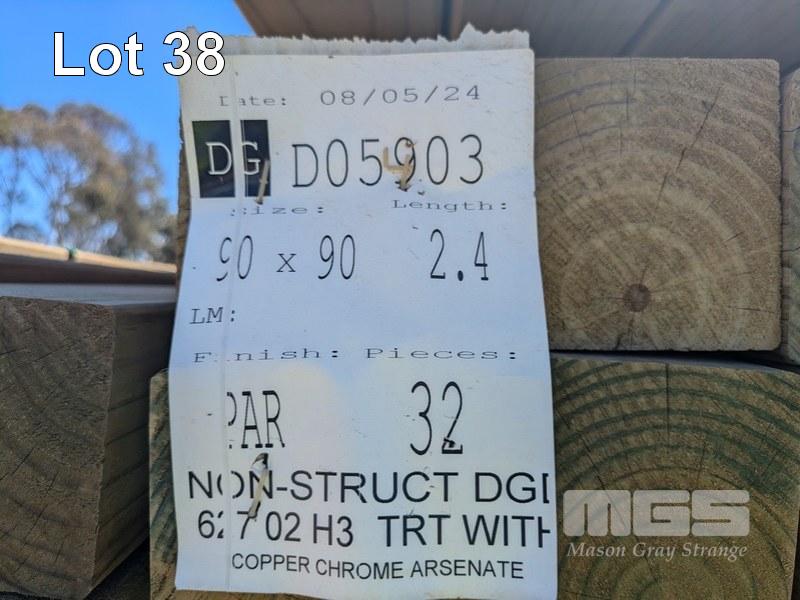 Lot 38
Date: 08/05/24
DG D05903
Size: Length:
90 x 90 2.4
LM:
Finish: Pieces:
PAR 32
NON-STRUCT DGD
627 02 H3 TRT WITH
COPPER CHROME ARSENATE
MGS
Mason Gray Strange